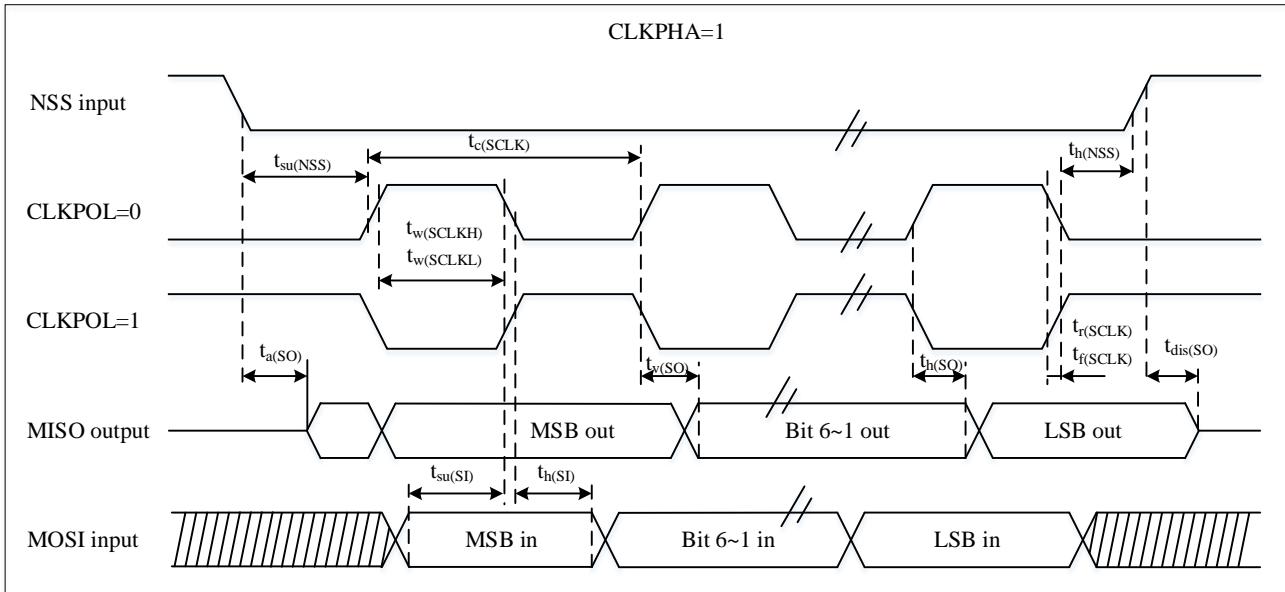 CLKPHA=1
NSS input
tc(SCLK)
tsu(NSS)
th(NSS)
CLKPOL=0
tw(SCLKH)
tw(SCLKL)
CLKPOL=1
tr(SCLK)
tf(SCLK)
ta(SO)
tv(SO)
th(SO)
tdis(SO)
MISO output
MSB out
Bit 6~1 out
LSB out
tsu(SI)
th(SI)
MOSI input
MSB in
Bit 6~1 in
LSB in